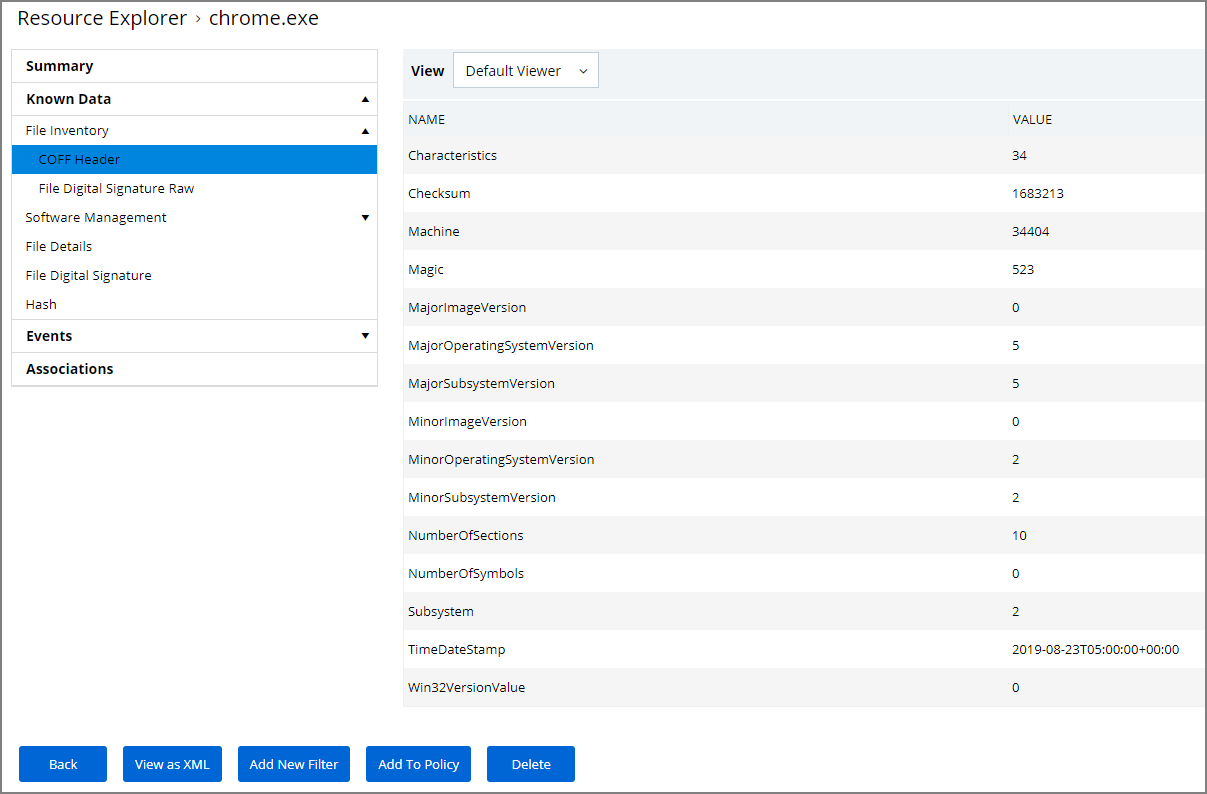 Resource Explorer › chrome.exe
Summary
Known Data
File Inventory
COFF Header
File Digital Signature Raw
Software Management
File Details
File Digital Signature
Hash
Events
Associations
View Default Viewer
NAME VALUE
Characteristics 34
Checksum 1683213
Machine 34404
Magic 523
MajorImageVersion 0
MajorOperatingSystemVersion 5
MajorSubsystemVersion 5
MinorImageVersion 0
MinorOperatingSystemVersion 2
MinorSubsystemVersion 2
NumberOfSections 10
NumberOfSymbols 0
Subsystem 2
TimeDateStamp 2019-08-23T05:00:00+00:00
Win32VersionValue 0
Back View as XML Add New Filter Add To Policy Delete